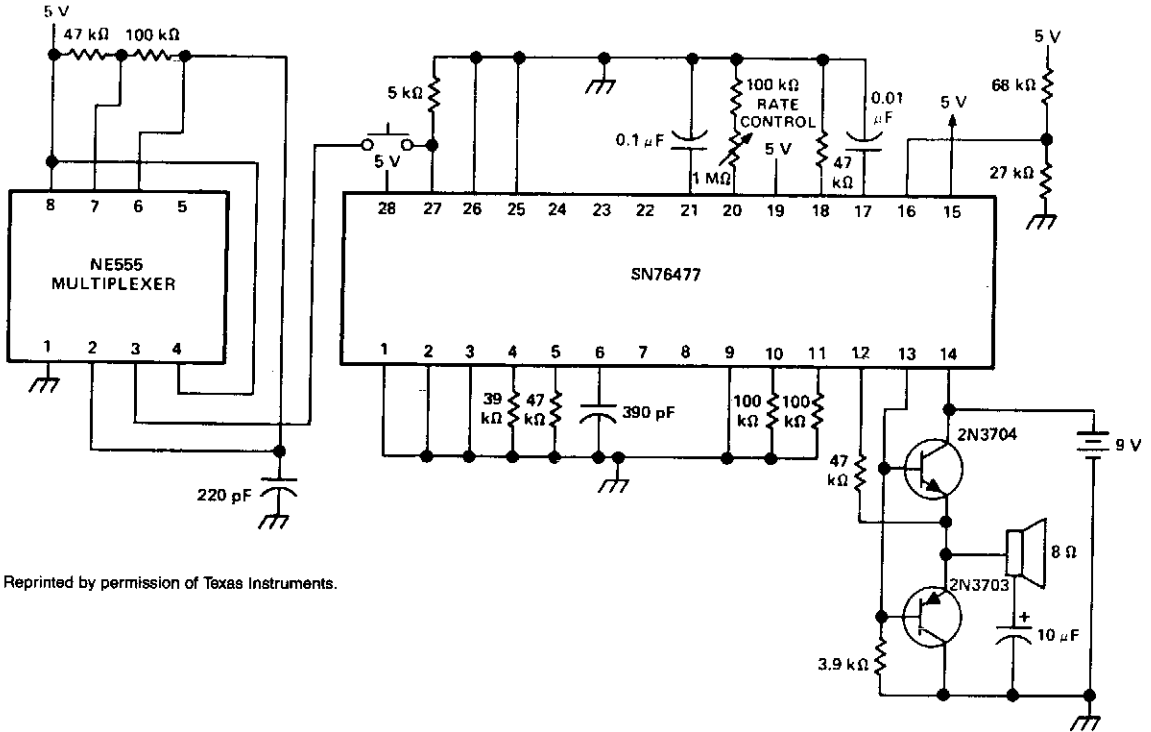 5 V
47 kΩ 100 kΩ
8 7 6 5
NE555
MULTIPLEXER
1 2 3 4
220 pF
5 kΩ
5 V
0.1 μF
100 kΩ
RATE
CONTROL
1 MΩ
5 V
47
kΩ
0.01
μF
5 V
5 V
68 kΩ
27 kΩ
28 27 26 25 24 23 22 21 20 19 18 17 16 15
SN76477
1 2 3 4 5 6 7 8 9 10 11 12 13 14
39
kΩ
47
kΩ
390 pF
100
kΩ
100
kΩ
47
kΩ
2N3704
9 V
8 Ω
2N3703
+
10 μF
3.9 kΩ
Reprinted by permission of Texas Instruments.